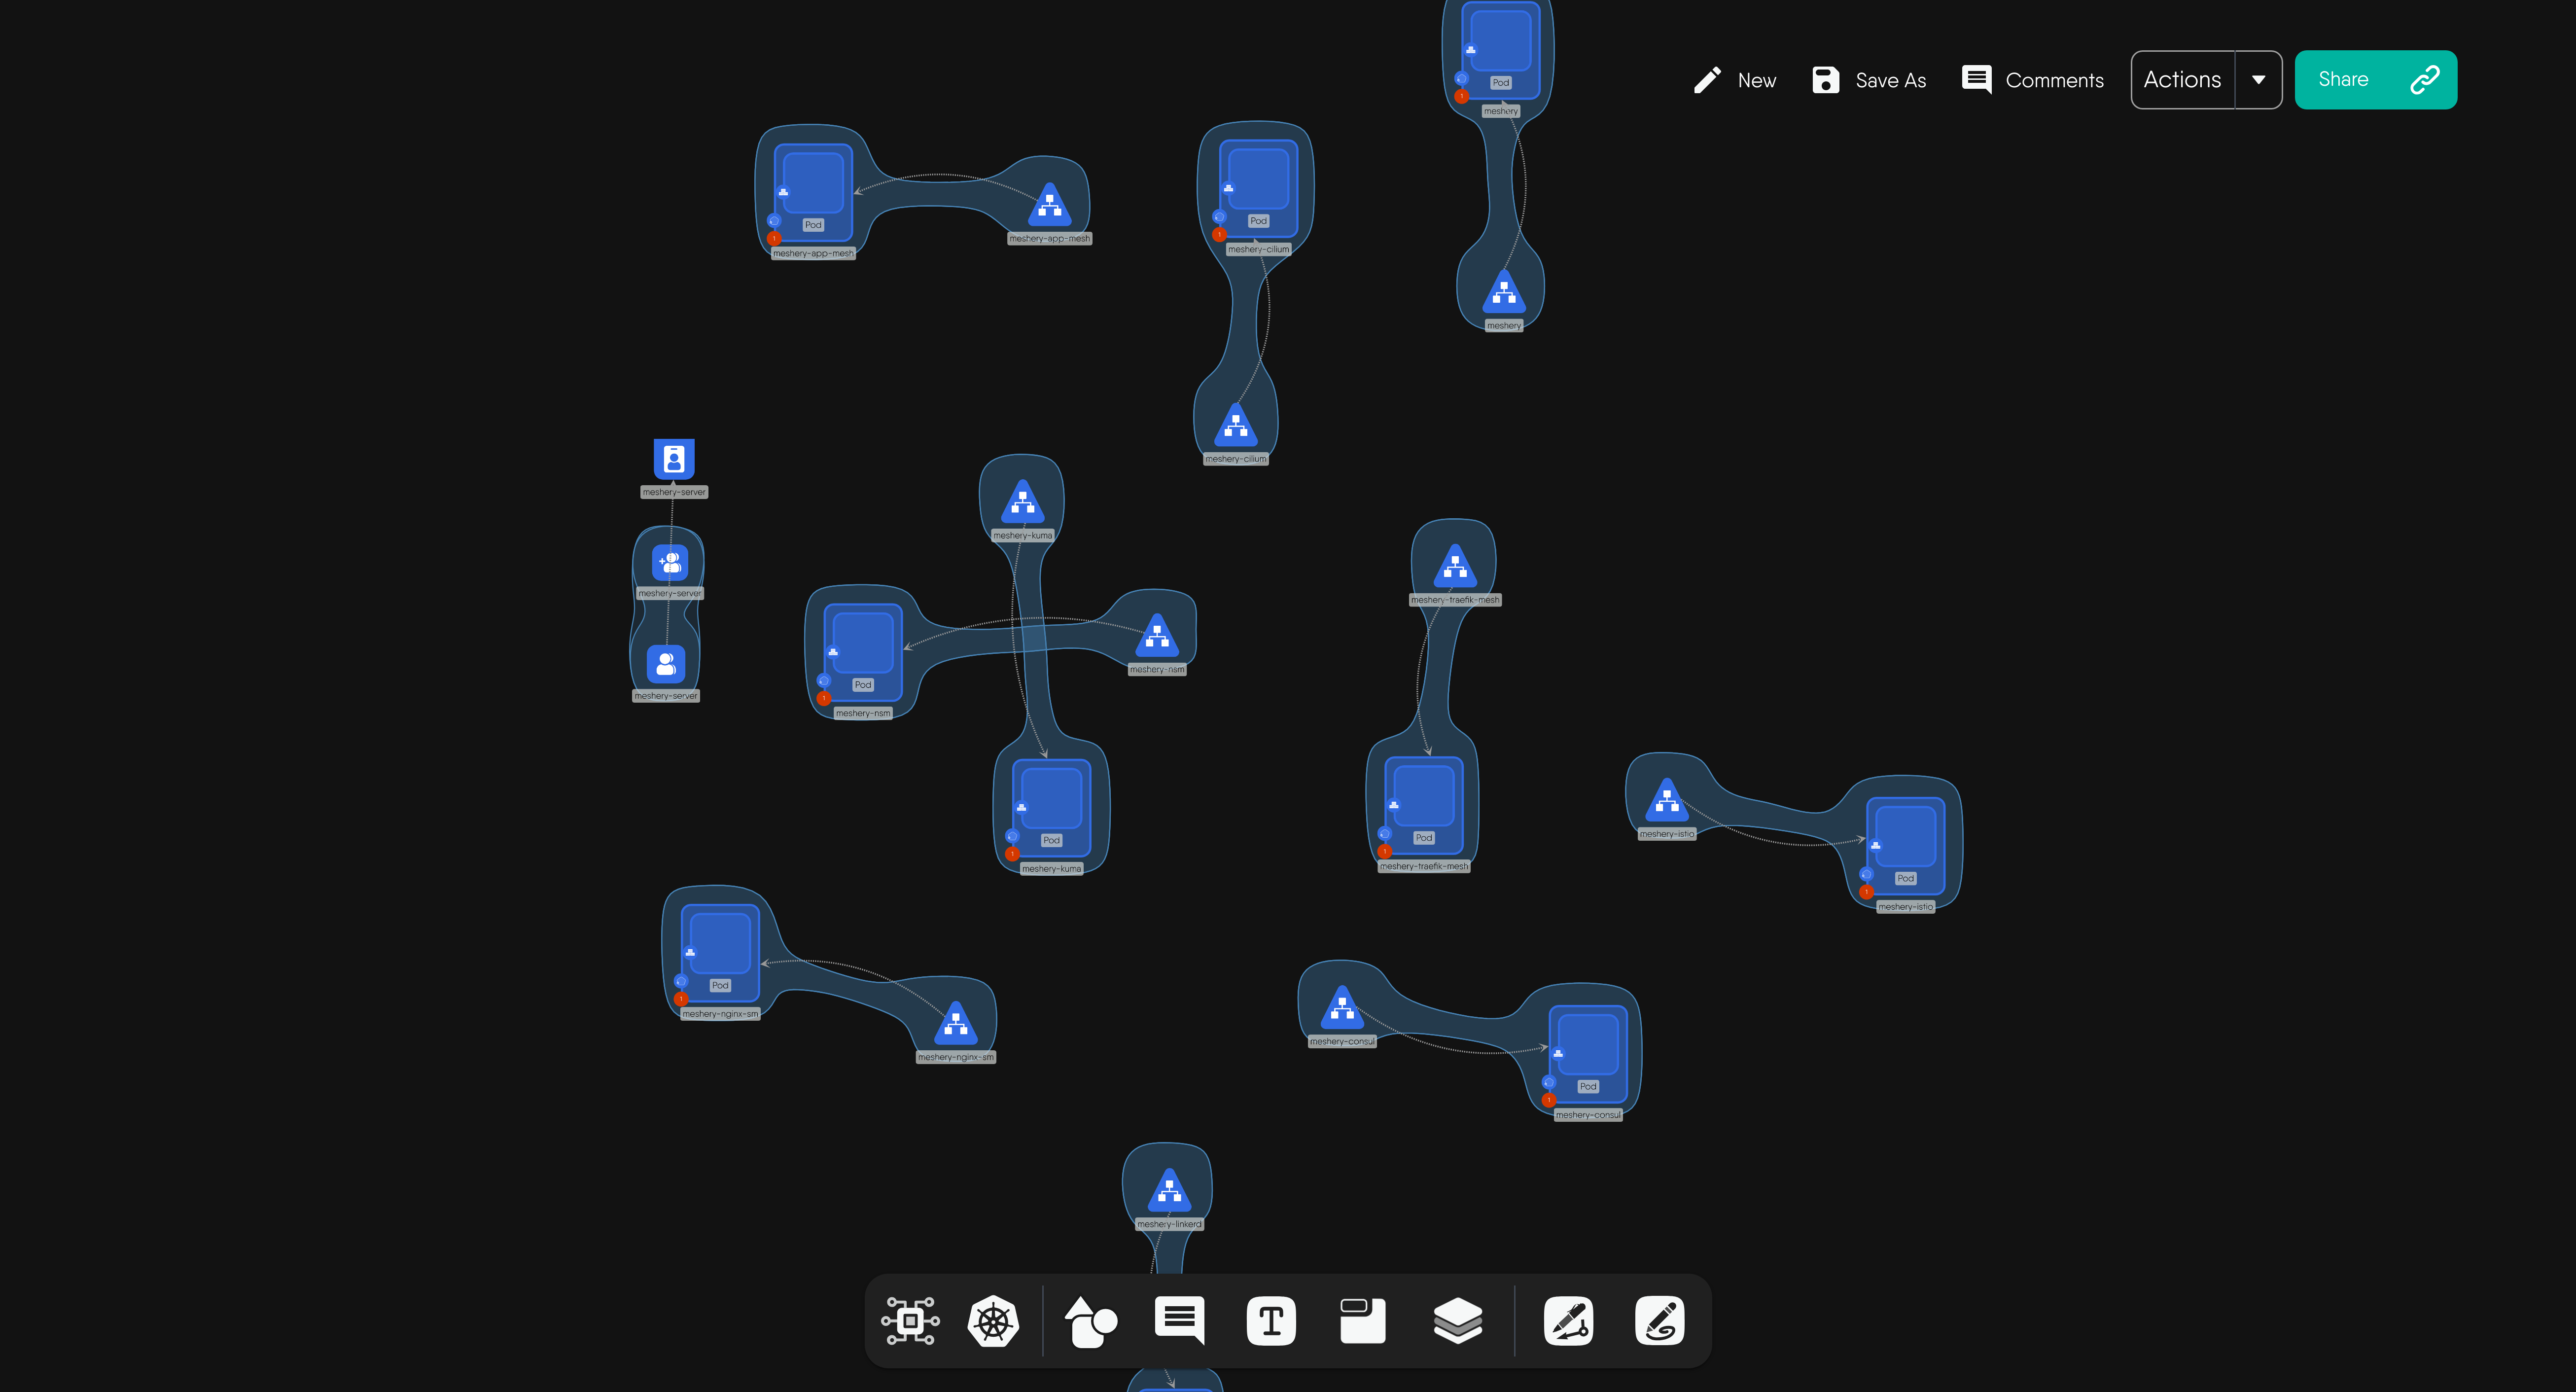 Pod
meshery
New
Save As
Comments
Actions
Share
Pod
meshery-app-mesh
meshery-app-mesh
Pod
meshery-cilium
meshery
meshery-cilium
meshery-server
meshery-server
meshery-server
meshery-kuma
Pod
meshery-nsm
meshery-nsm
Pod
meshery-kuma
meshery-traefik-mesh
Pod
meshery-traefik-mesh
meshery-istio
Pod
meshery-istio
Pod
meshery-nginx-sm
meshery-nginx-sm
meshery-consul
Pod
meshery-consul
meshery-linkerd
T